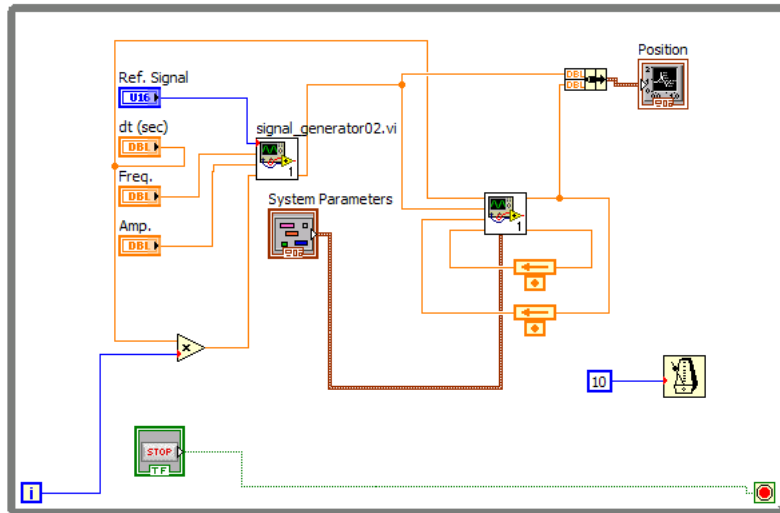 Position
DBL
DBL
Ref. Signal
U16
signal_generator02.vi
dt (sec)
DBL
1
Freq.
DBL
System Parameters
1
Amp.
DBL
x
10
STOP
TF
i